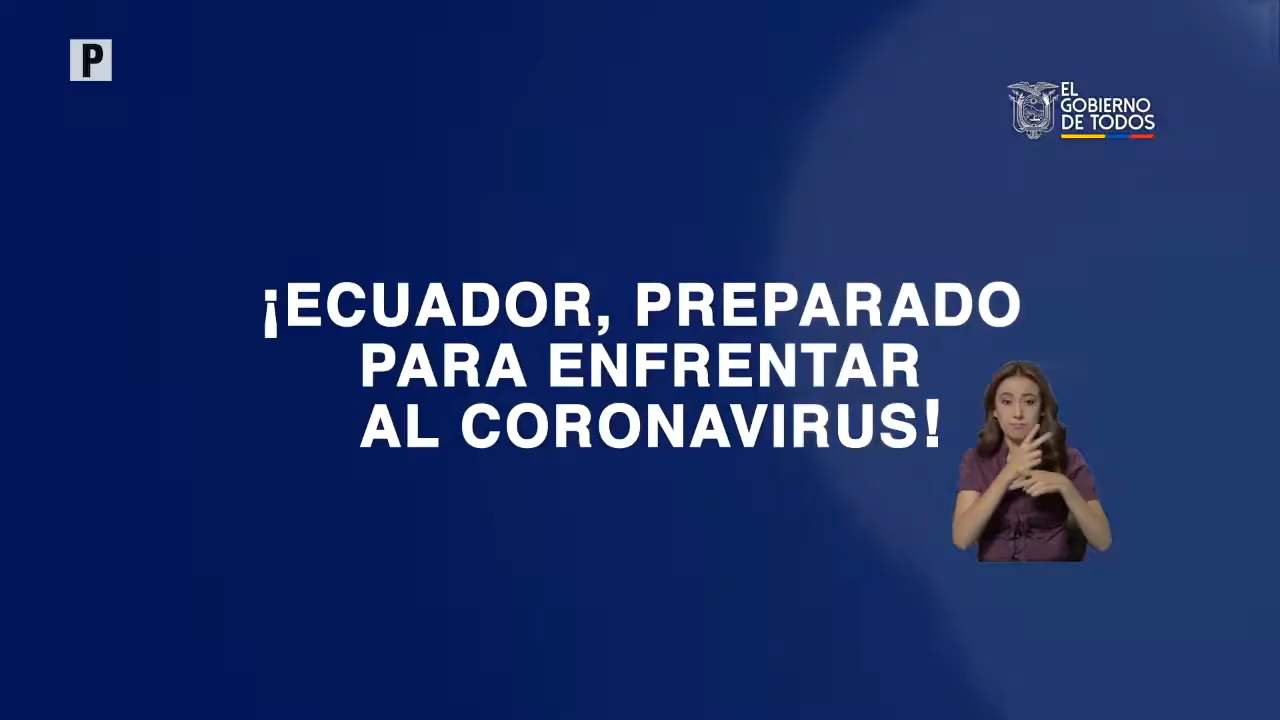 P
EL
GOBIERNO
DE TODOS
¡ECUADOR, PREPARADO
PARA ENFRENTAR
AL CORONAVIRUS!